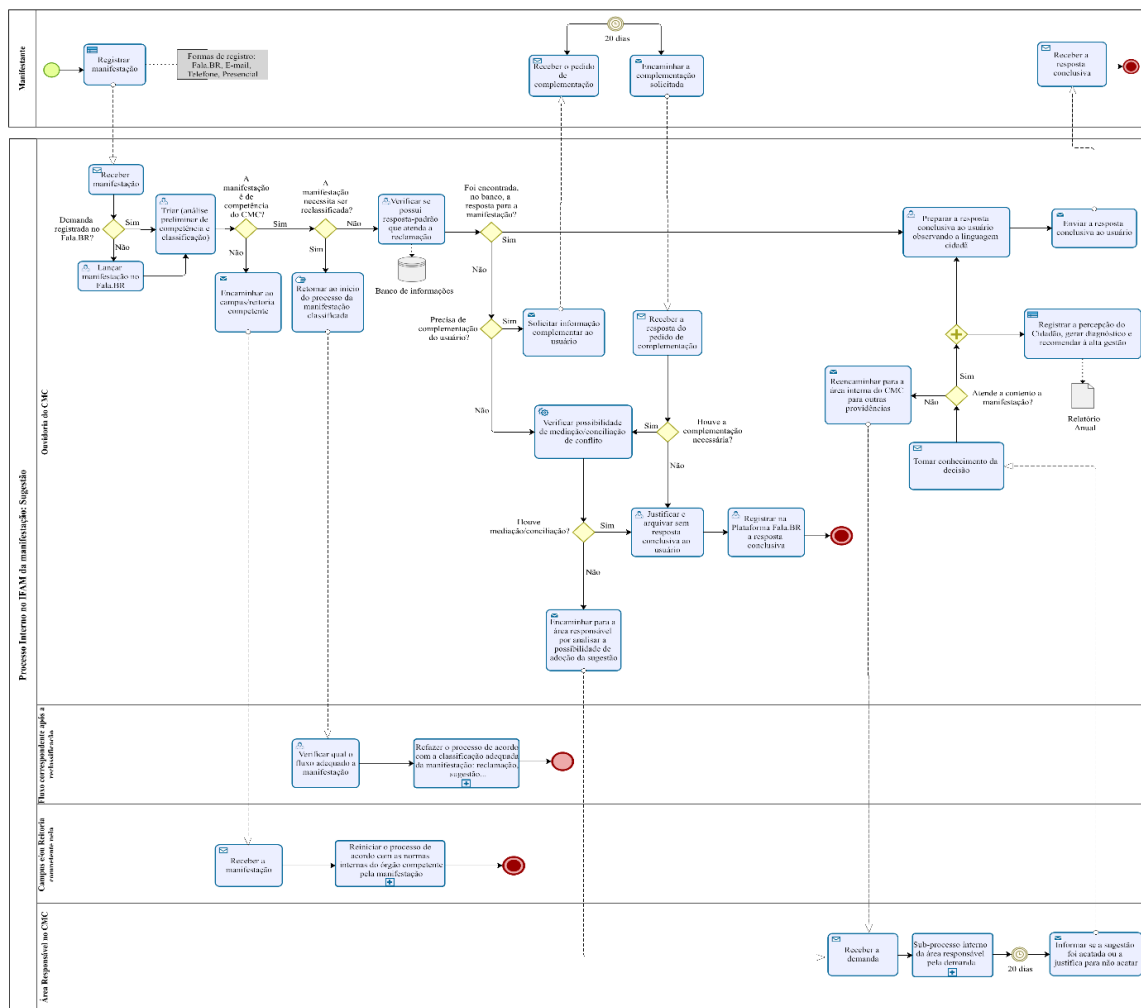 Manifestante
Registrar
manifestação
Formas de registro:
Fala.BR, E-mail,
Telefone, Presencial
20 dias
Receber o pedido
de
complementação
Encaminhar a
complementação
solicitada
Receber a
resposta
conclusiva
Processo Interno no IFAM da manifestação: Sugestão
Ouvidoria do CMC
Receber
manifestação
Demanda
registrada no
Fala.BR?
Sim
Não
Lançar
manifestação no
Fala.BR
Triar (análise
preliminar de
competência e
classificação)
A
manifestação
é de
competência
do CMC?
Sim
Não
Encaminhar ao
campus/reitoria
competente
A
manifestação
necessita ser
reclassificada?
Não
Sim
Retornar ao início
do processo da
manifestação
classificada
Verificar se
possui
resposta-padrão
que atenda a
reclamação
Banco de informações
Foi encontrada,
no banco, a
resposta para a
manifestação?
Sim
Não
Precisa de
complementação
do usuário?
Sim
Não
Solicitar informação
complementar ao
usuário
Receber a
resposta do
pedido de
complementação
Verificar possibilidade
de mediação/conciliação
de conflito
Sim
Houve a
complementação
necessária?
Não
Houve
mediação/conciliação?
Sim
Não
Justificar e
arquivar sem
resposta
conclusiva ao
usuário
Registrar na
Plataforma Fala.BR
a resposta
conclusiva
Encaminhar para a
área responsável
por analisar a
possibilidade de
adoção da sugestão
Preparar a resposta
conclusiva ao usuário
observando a linguagem
cidadã
Enviar a resposta
conclusiva ao usuário
Registrar a percepção do
Cidadão, gerar diagnóstico e
recomendar à alta gestão
Relatório
Anual
Sim
Atende a contento a
manifestação?
Não
Reencaminhar para a
área interna do CMC
para outras
providências
Tomar conhecimento da
decisão
Fluxo correspondente após a
reclassificação
Verificar qual o
fluxo adequado a
manifestação
Refazer o processo de acordo
com a classificação adequada
da manifestação: reclamação,
sugestão...
Campus e/ou Reitoria
competente pela
Receber a
manifestação
Reiniciar o processo de
acordo com as normas
internas do órgão competente
pela manifestação
Área Responsável no CMC
Receber a
demanda
Sub-processo interno
da área responsável
pela demanda
20 dias
Informar se a sugestão
foi acatada ou a
justifica para não acatar